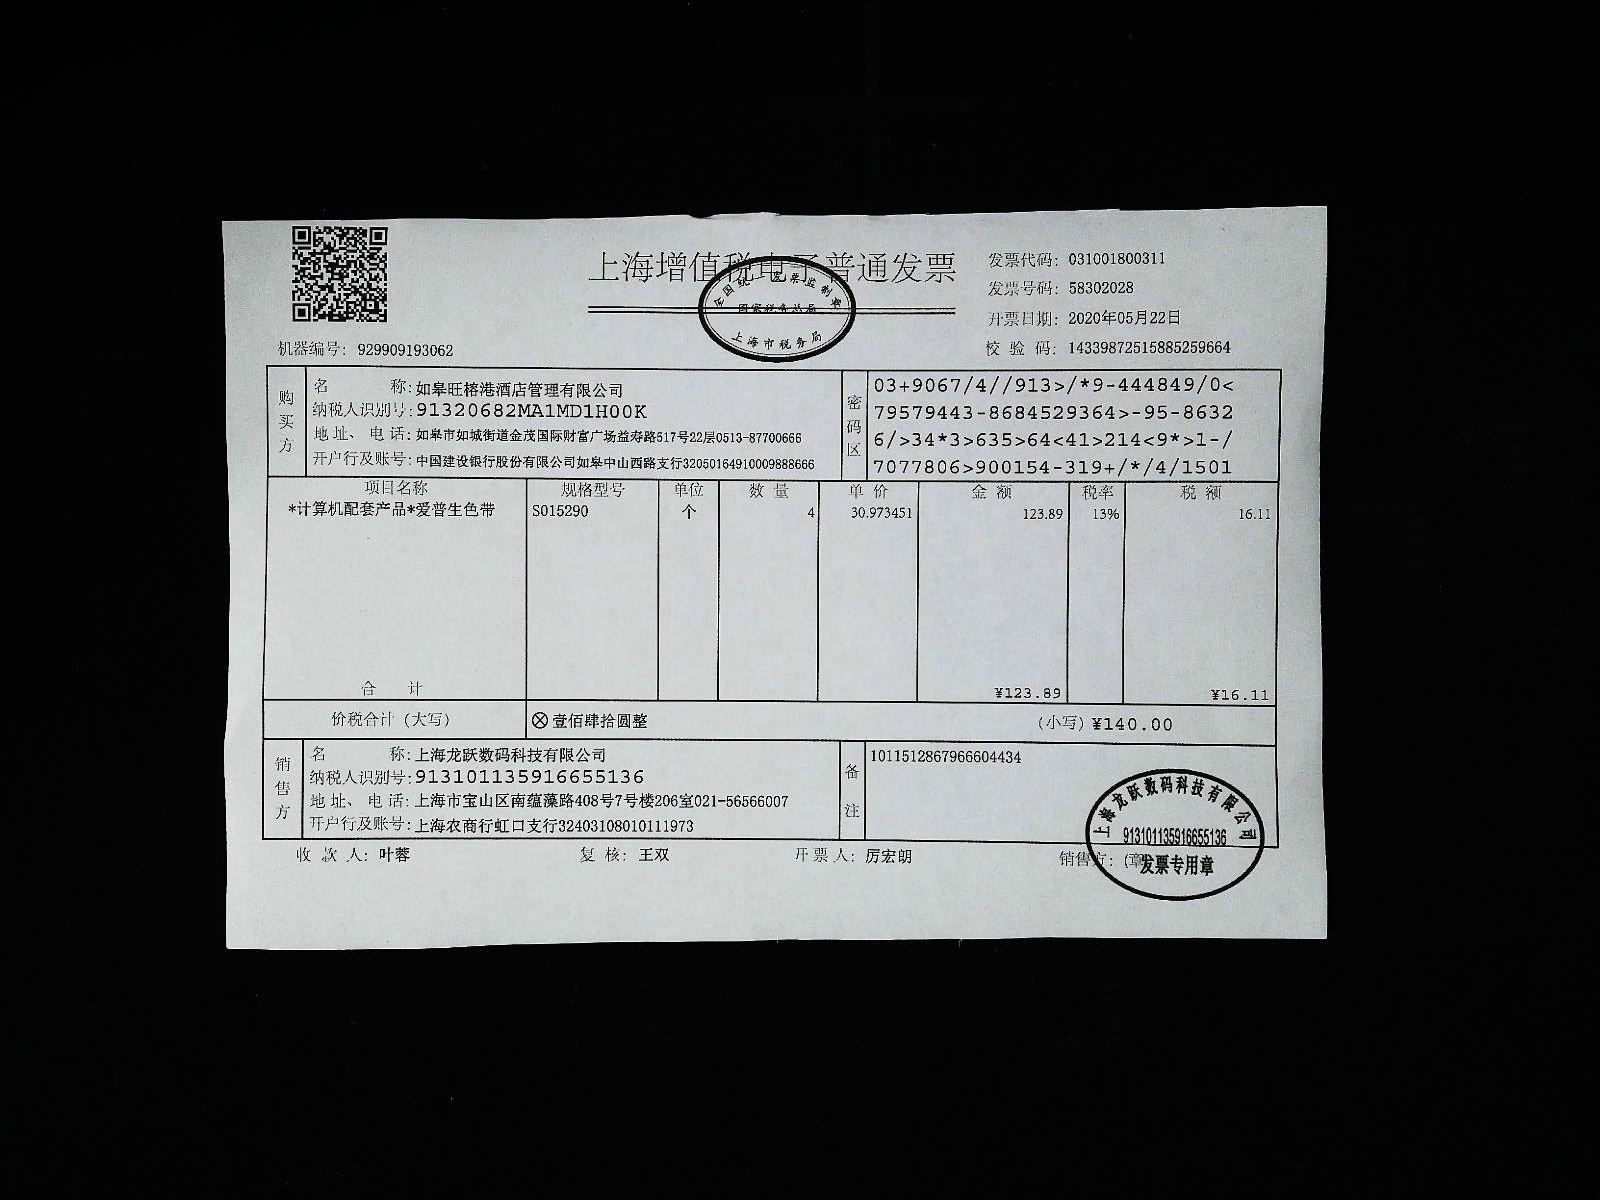 上海增值税电子普通发票
全国统一发票监制章
国家税务总局
上海市税务局
发票代码: 031001800311
发票号码: 58302028
开票日期: 2020年05月22日
机器编号: 929909193062
校 验 码: 14339872515885259664
购买方
名 称: 如皋旺榕港酒店管理有限公司
纳税人识别号: 91320682MA1MD1H00K
地 址、 电 话: 如皋市如城街道金茂国际财富广场益寿路517号22层0513-87700666
开户行及账号: 中国建设银行股份有限公司如皋中山西路支行32050164910009888666
密码区
03+9067/4//913>/*9-444849/0<
79579443-8684529364>-95-8632
6/>34*3>635>64<41>214<9*>1-/
7077806>900154-319+/*/4/1501
项目名称 规格型号 单位 数 量 单 价 金 额 税率 税 额
*计算机配套产品*爱普生色带 S015290 个 4 30.973451 123.89 13% 16.11
合 计 ¥123.89 ¥16.11
价税合计 (大写) ⊗壹佰肆拾圆整 (小写) ¥140.00
销售方
名 称: 上海龙跃数码科技有限公司
纳税人识别号: 913101135916655136
地 址、 电 话: 上海市宝山区南蕴藻路408号7号楼206室021-56566007
开户行及账号: 上海农商行虹口支行32403108010111973
备注
1011512867966604434
收 款 人: 叶蓉 复 核: 王双 开 票 人: 厉宏明 销售方: (章)
上海龙跃数码科技有限公司
913101135916655136
发票专用章